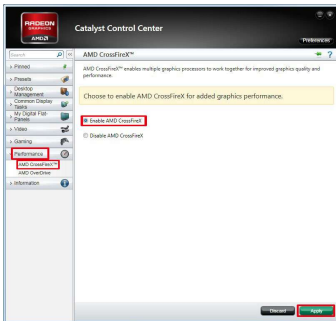 RADEON
GRAPHICS
AMD
Catalyst Control Center
Preferences
Search
Pinned
Presets
Desktop
Management
Common Display
Tasks
My Digital Flat-
Panels
Video
Gaming
Performance
AMD CrossFireX™
AMD OverDrive
Information
AMD CrossFireX™
AMD CrossFireX™ enables multiple graphics processors to work together for improved graphics quality and
performance.
Choose to enable AMD CrossFireX for added graphics performance.
Enable AMD CrossFireX
Disable AMD CrossFireX
Discard
Apply